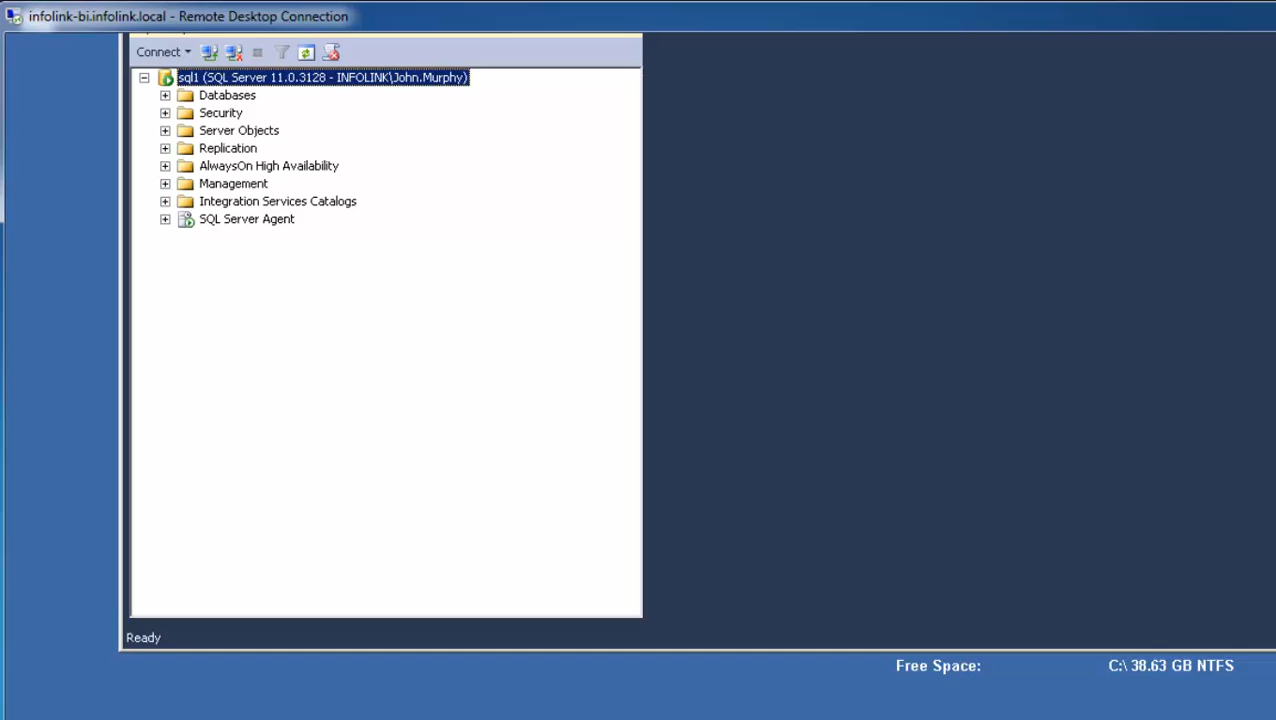 infolink-bi.infolink.local - Remote Desktop Connection
Connect
sql1 (SQL Server 11.0.3128 - INFOLINK\John.Murphy)
Databases
Security
Server Objects
Replication
AlwaysOn High Availability
Management
Integration Services Catalogs
SQL Server Agent
Ready
Free Space: C:\ 38.63 GB NTFS